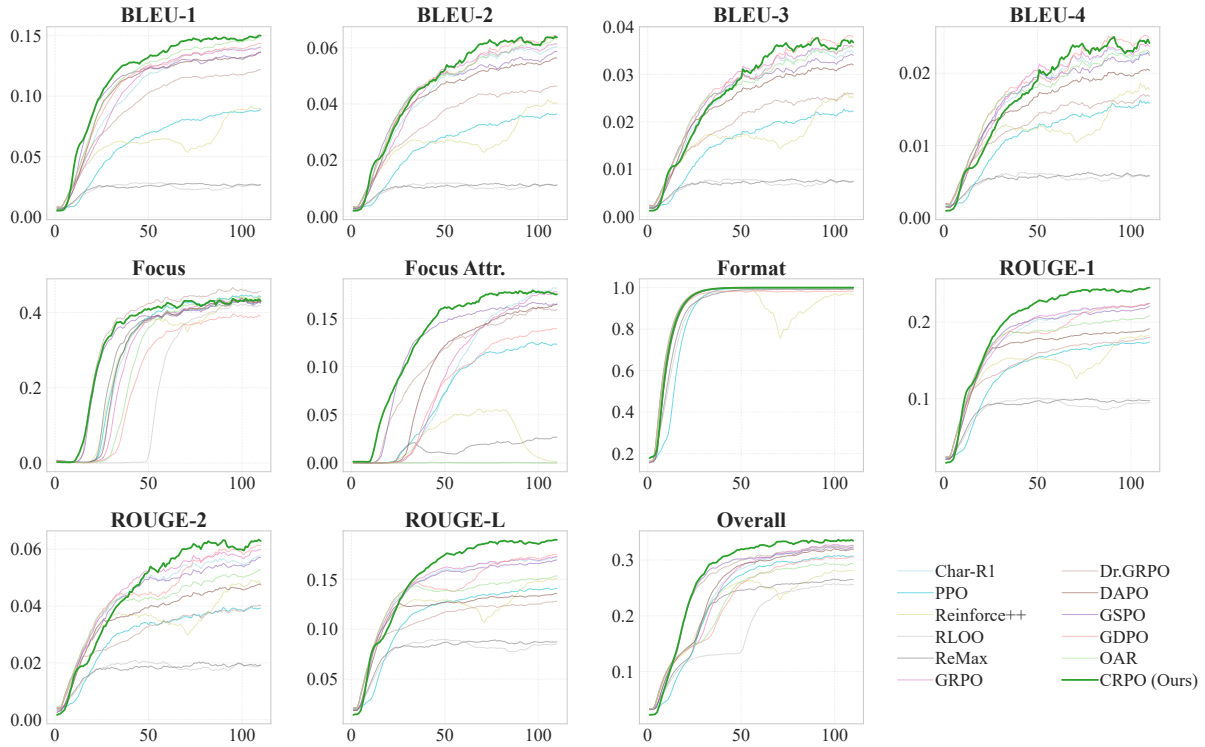 BLEU-1
BLEU-2
BLEU-3
BLEU-4
0.15
0.10
0.05
0.00
0 50 100
0.06
0.04
0.02
0.00
0 50 100
0.04
0.03
0.02
0.01
0.00
0 50 100
0.02
0.01
0.00
0 50 100
Focus
Focus Attr.
Format
ROUGE-1
0.4
0.2
0.0
0 50 100
0.15
0.10
0.05
0.00
0 50 100
1.0
0.8
0.6
0.4
0.2
0 50 100
0.2
0.1
0 50 100
ROUGE-2
ROUGE-L
Overall
0.06
0.04
0.02
0.00
0 50 100
0.15
0.10
0.05
0 50 100
0.3
0.2
0.1
0 50 100
Char-R1
PPO
Reinforce++
RLOO
ReMax
GRPO
Dr.GRPO
DAPO
GSPO
GDPO
OAR
CRPO (Ours)